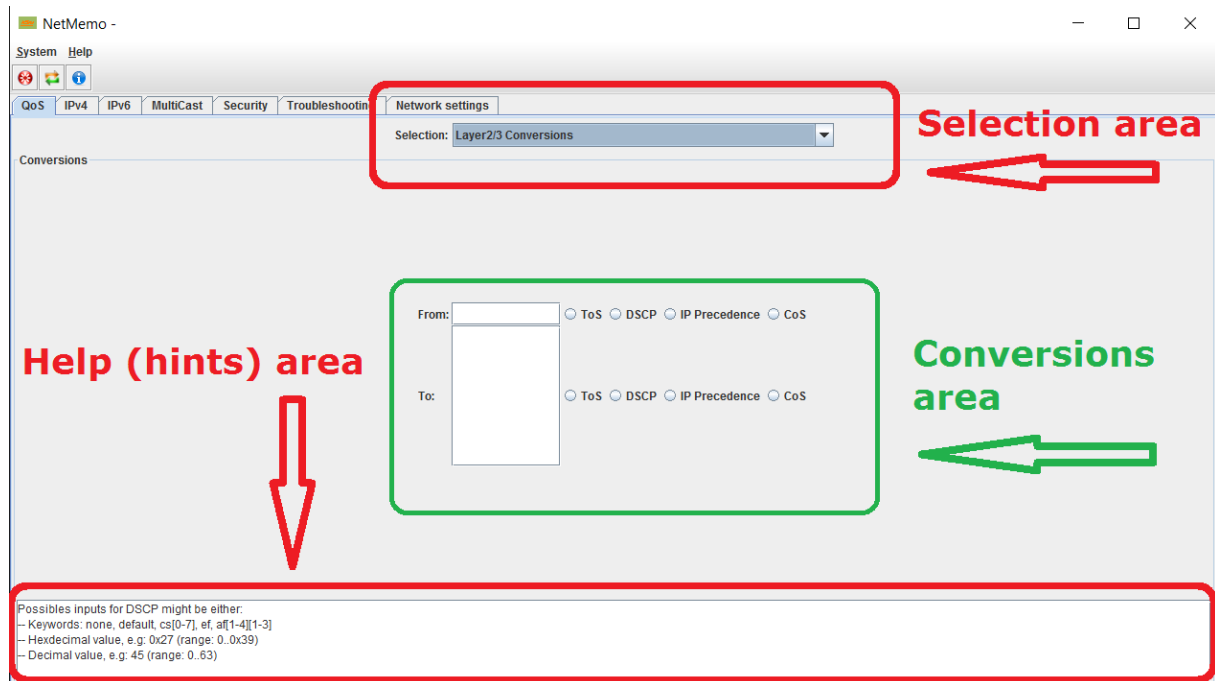 NetMemo -
System Help
QoS IPv4 IPv6 MultiCast Security Troubleshooting Network settings
Selection: Layer2/3 Conversions
Selection area
Conversions
From: ToS DSCP IP Precedence CoS
Help (hints) area
Conversions
area
To: ToS DSCP IP Precedence CoS
Possibles inputs for DSCP might be either:
-- Keywords: none, default, cs[0-7], ef, af[1-4][1-3]
-- Hexdecimal value, e.g: 0x27 (range: 0..0x39)
-- Decimal value, e.g: 45 (range: 0..63)